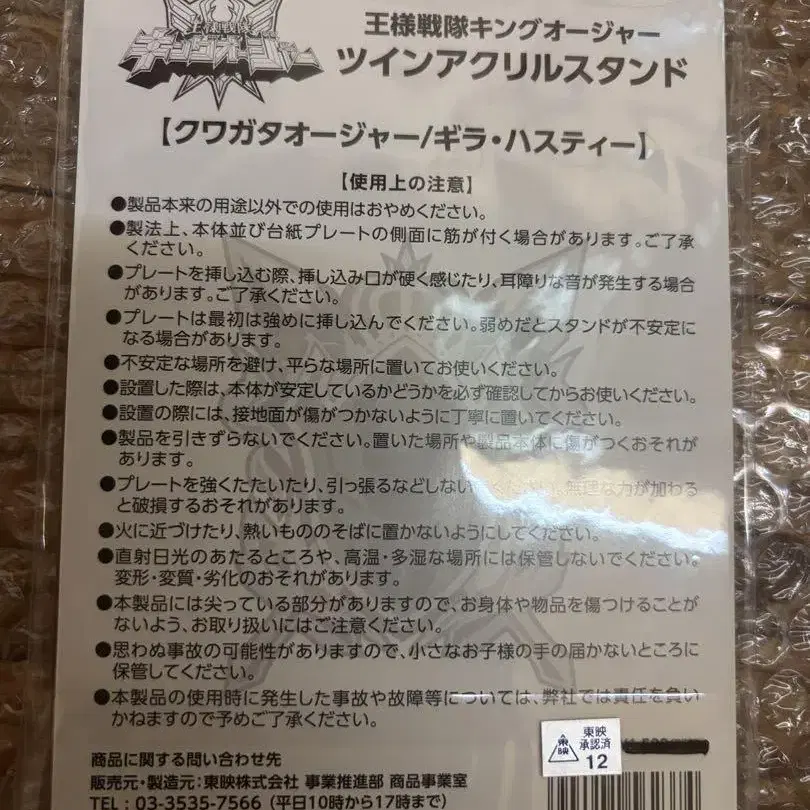 王様戦隊
キングオージャー
王様戦隊キングオージャー
ツインアクリルスタンド
【クワガタオージャー/ギラ・ハスティー】
【使用上の注意】
●製品本来の用途以外での使用はおやめください。
●製法上、本体並び台紙プレートの側面に筋が付く場合があります。ご了承
ください。
●プレートを挿し込む際、挿し込み口が硬く感じたり、耳障りな音が発生する場合
があります。ご了承ください。
●プレートは最初は強めに挿し込んでください。弱めだとスタンドが不安定に
なる場合があります。
●不安定な場所を避け、平らな場所に置いてお使いください。
●設置した際は、本体が安定しているかどうかを必ず確認してからお使いください。
●設置の際には、接地面が傷がつかないように丁寧に置いてください。
●製品を引きずらないでください。置いた場所や製品本体に傷がつくおそれが
あります。
●プレートを強くたたいたり、引っ張るなどしないでください。無理な力が加わる
と破損するおそれがあります。
●火に近づけたり、熱いもののそばに置かないようにしてください。
●直射日光のあたるところや、高温・多湿な場所には保管しないでください。
変形・変質・劣化のおそれがあります。
●本製品には尖っている部分がありますので、お身体や物品を傷つけることが
ないよう、お取り扱いにはご注意ください。
●思わぬ事故の可能性がありますので、小さなお子様の手の届かないところに
保管してください。
●本製品の使用時に発生した事故や故障等については、弊社では責任を負い
かねますので予めご了承ください。
商品に関する問い合わせ先
販売元・製造元:東映株式会社 事業推進部 商品事業室
TEL : 03-3535-7566 (平日10時から17時まで)
東映
東映
承認済
12